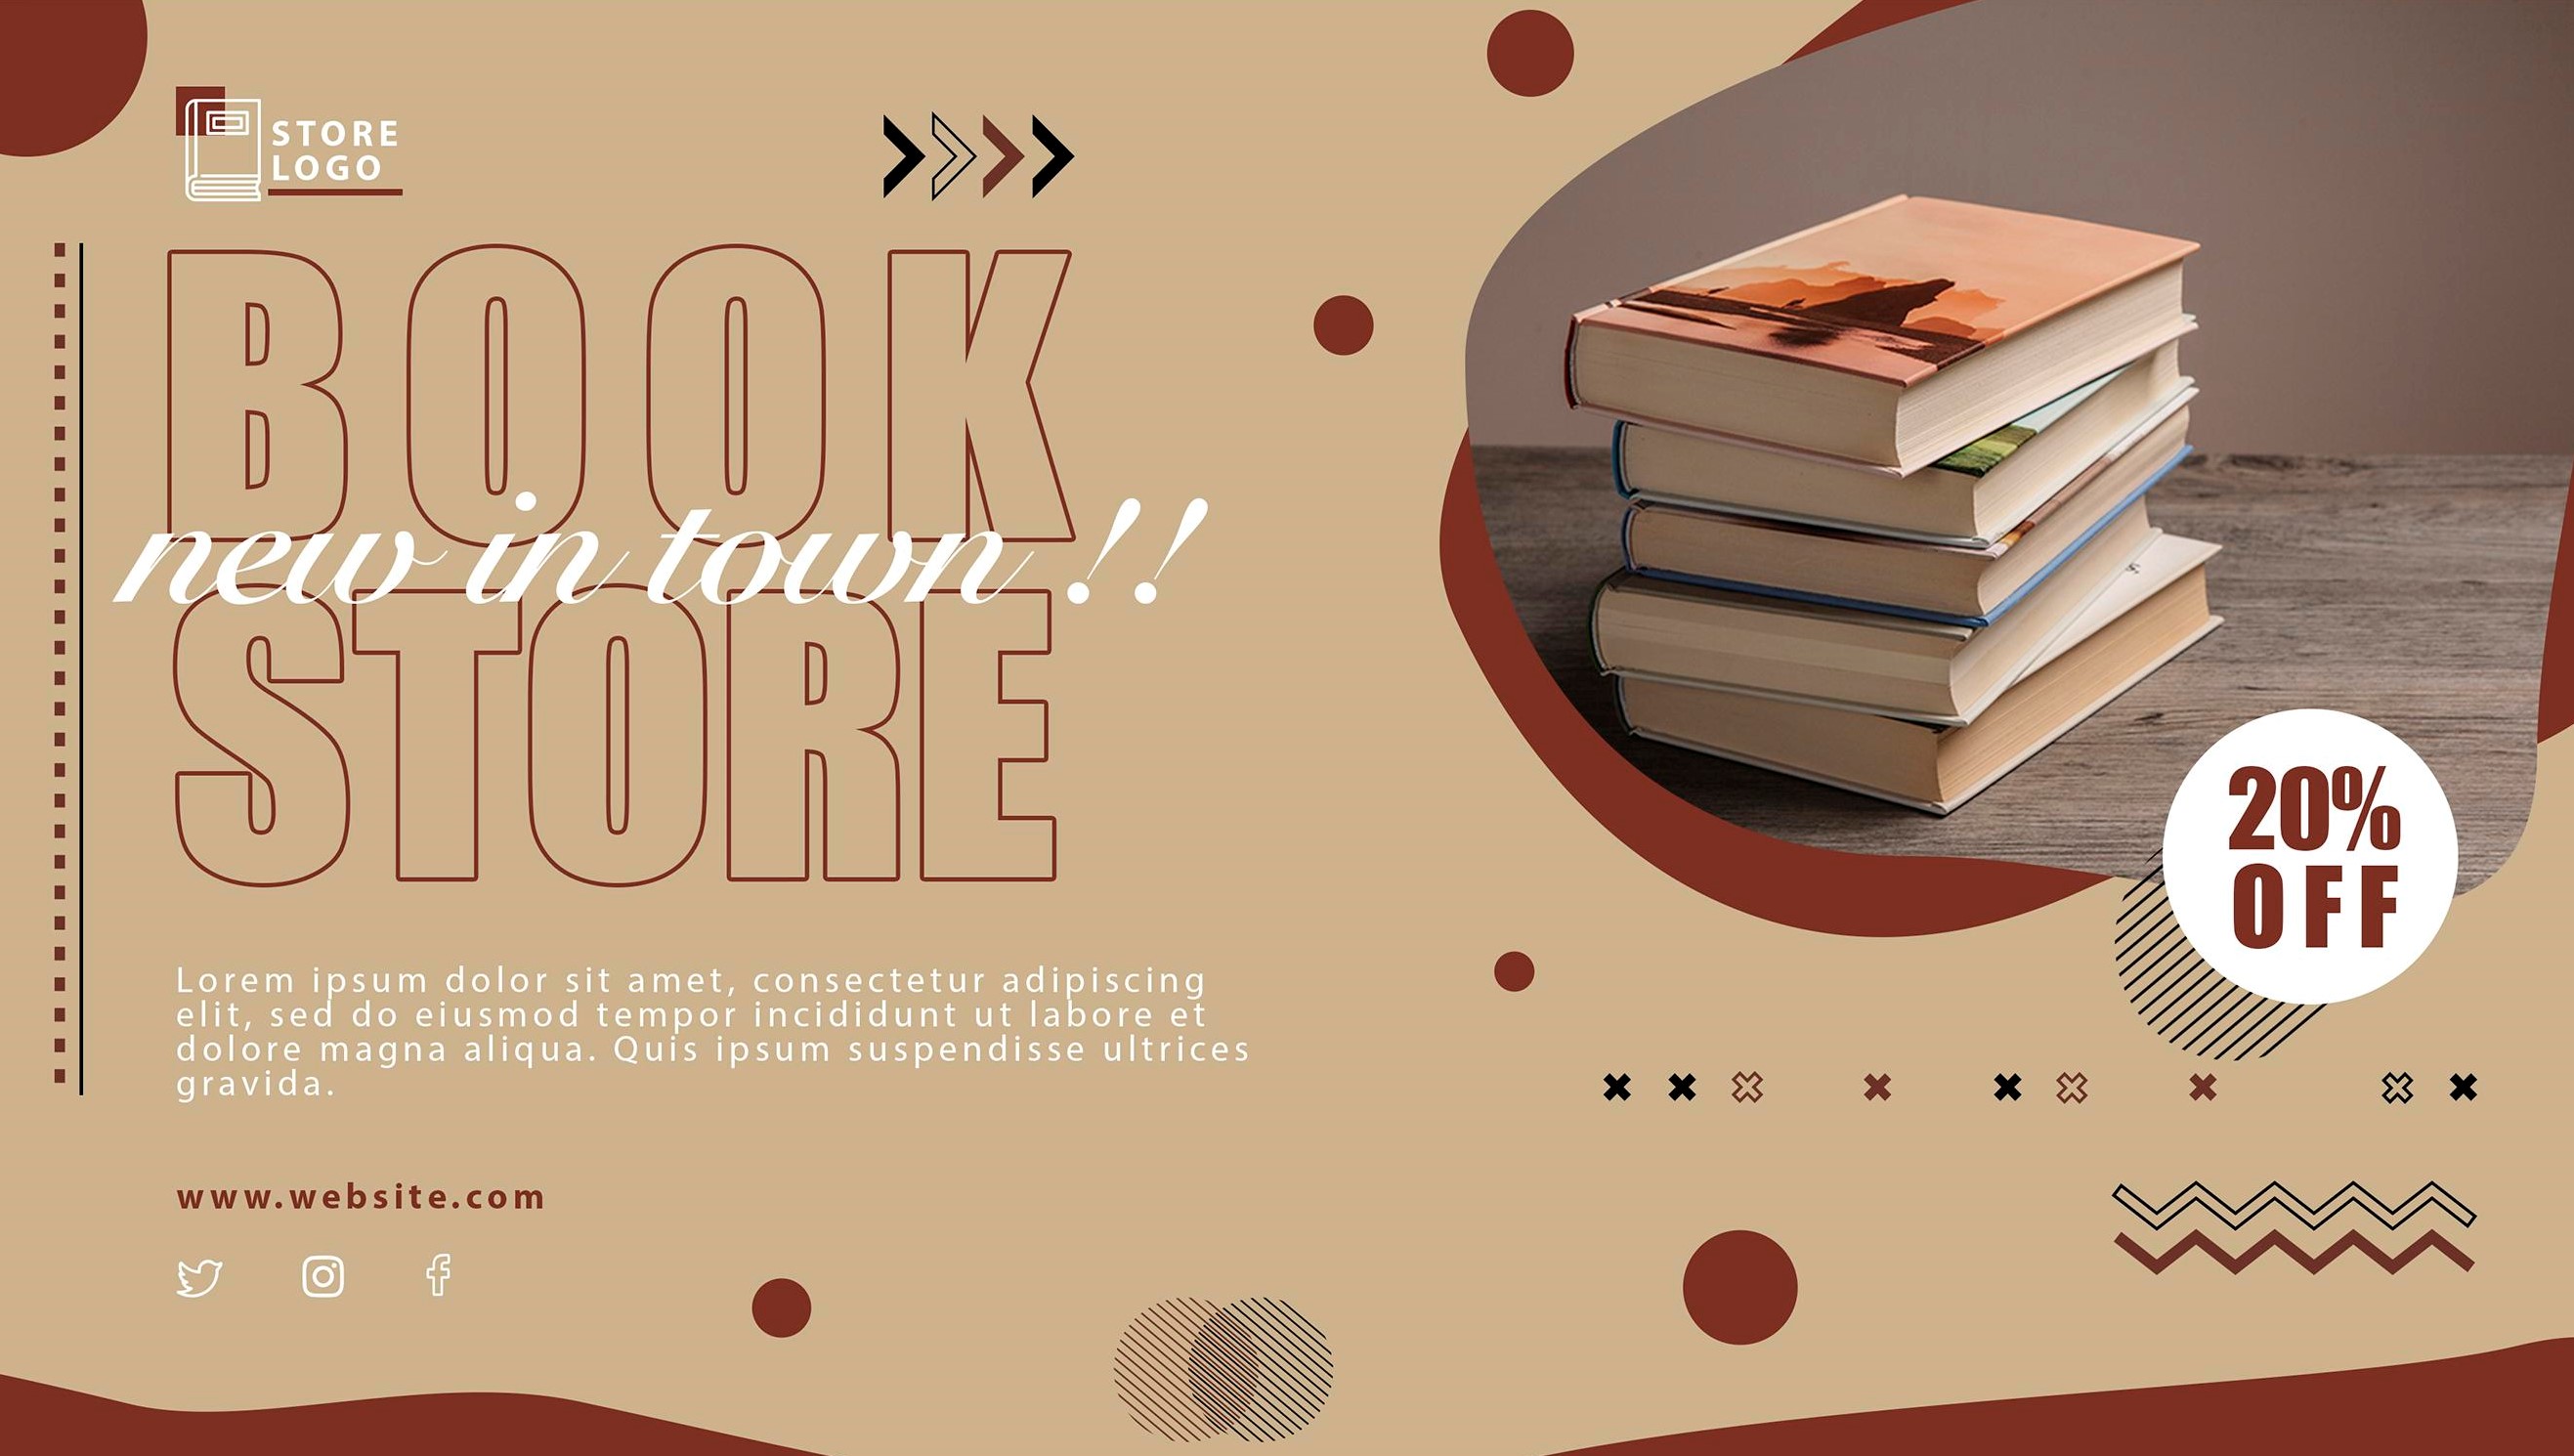 STORE
LOGO
BOOK
new in town !!
STORE
Lorem ipsum dolor sit amet, consectetur adipiscing
elit, sed do eiusmod tempor incididunt ut labore et
dolore magna aliqua. Quis ipsum suspendisse ultrices
gravida.
www.website.com
20%
OFF